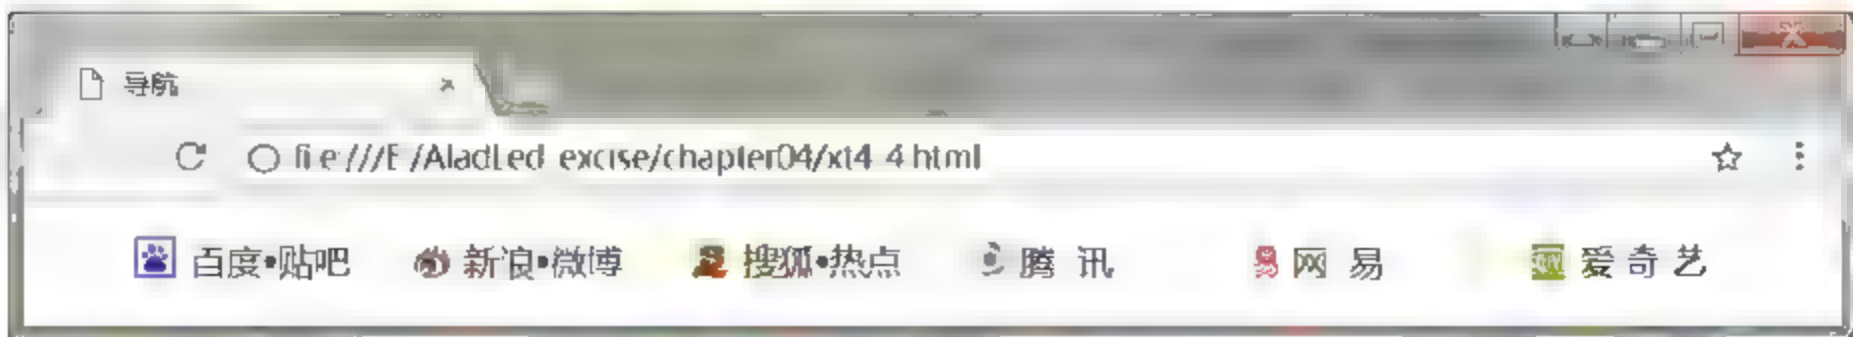 导航
file:///E:/AladLed excise/chapter04/xt4-4.html
百度•贴吧 新浪•微博 搜狐•热点 腾 讯 网 易 爱 奇 艺